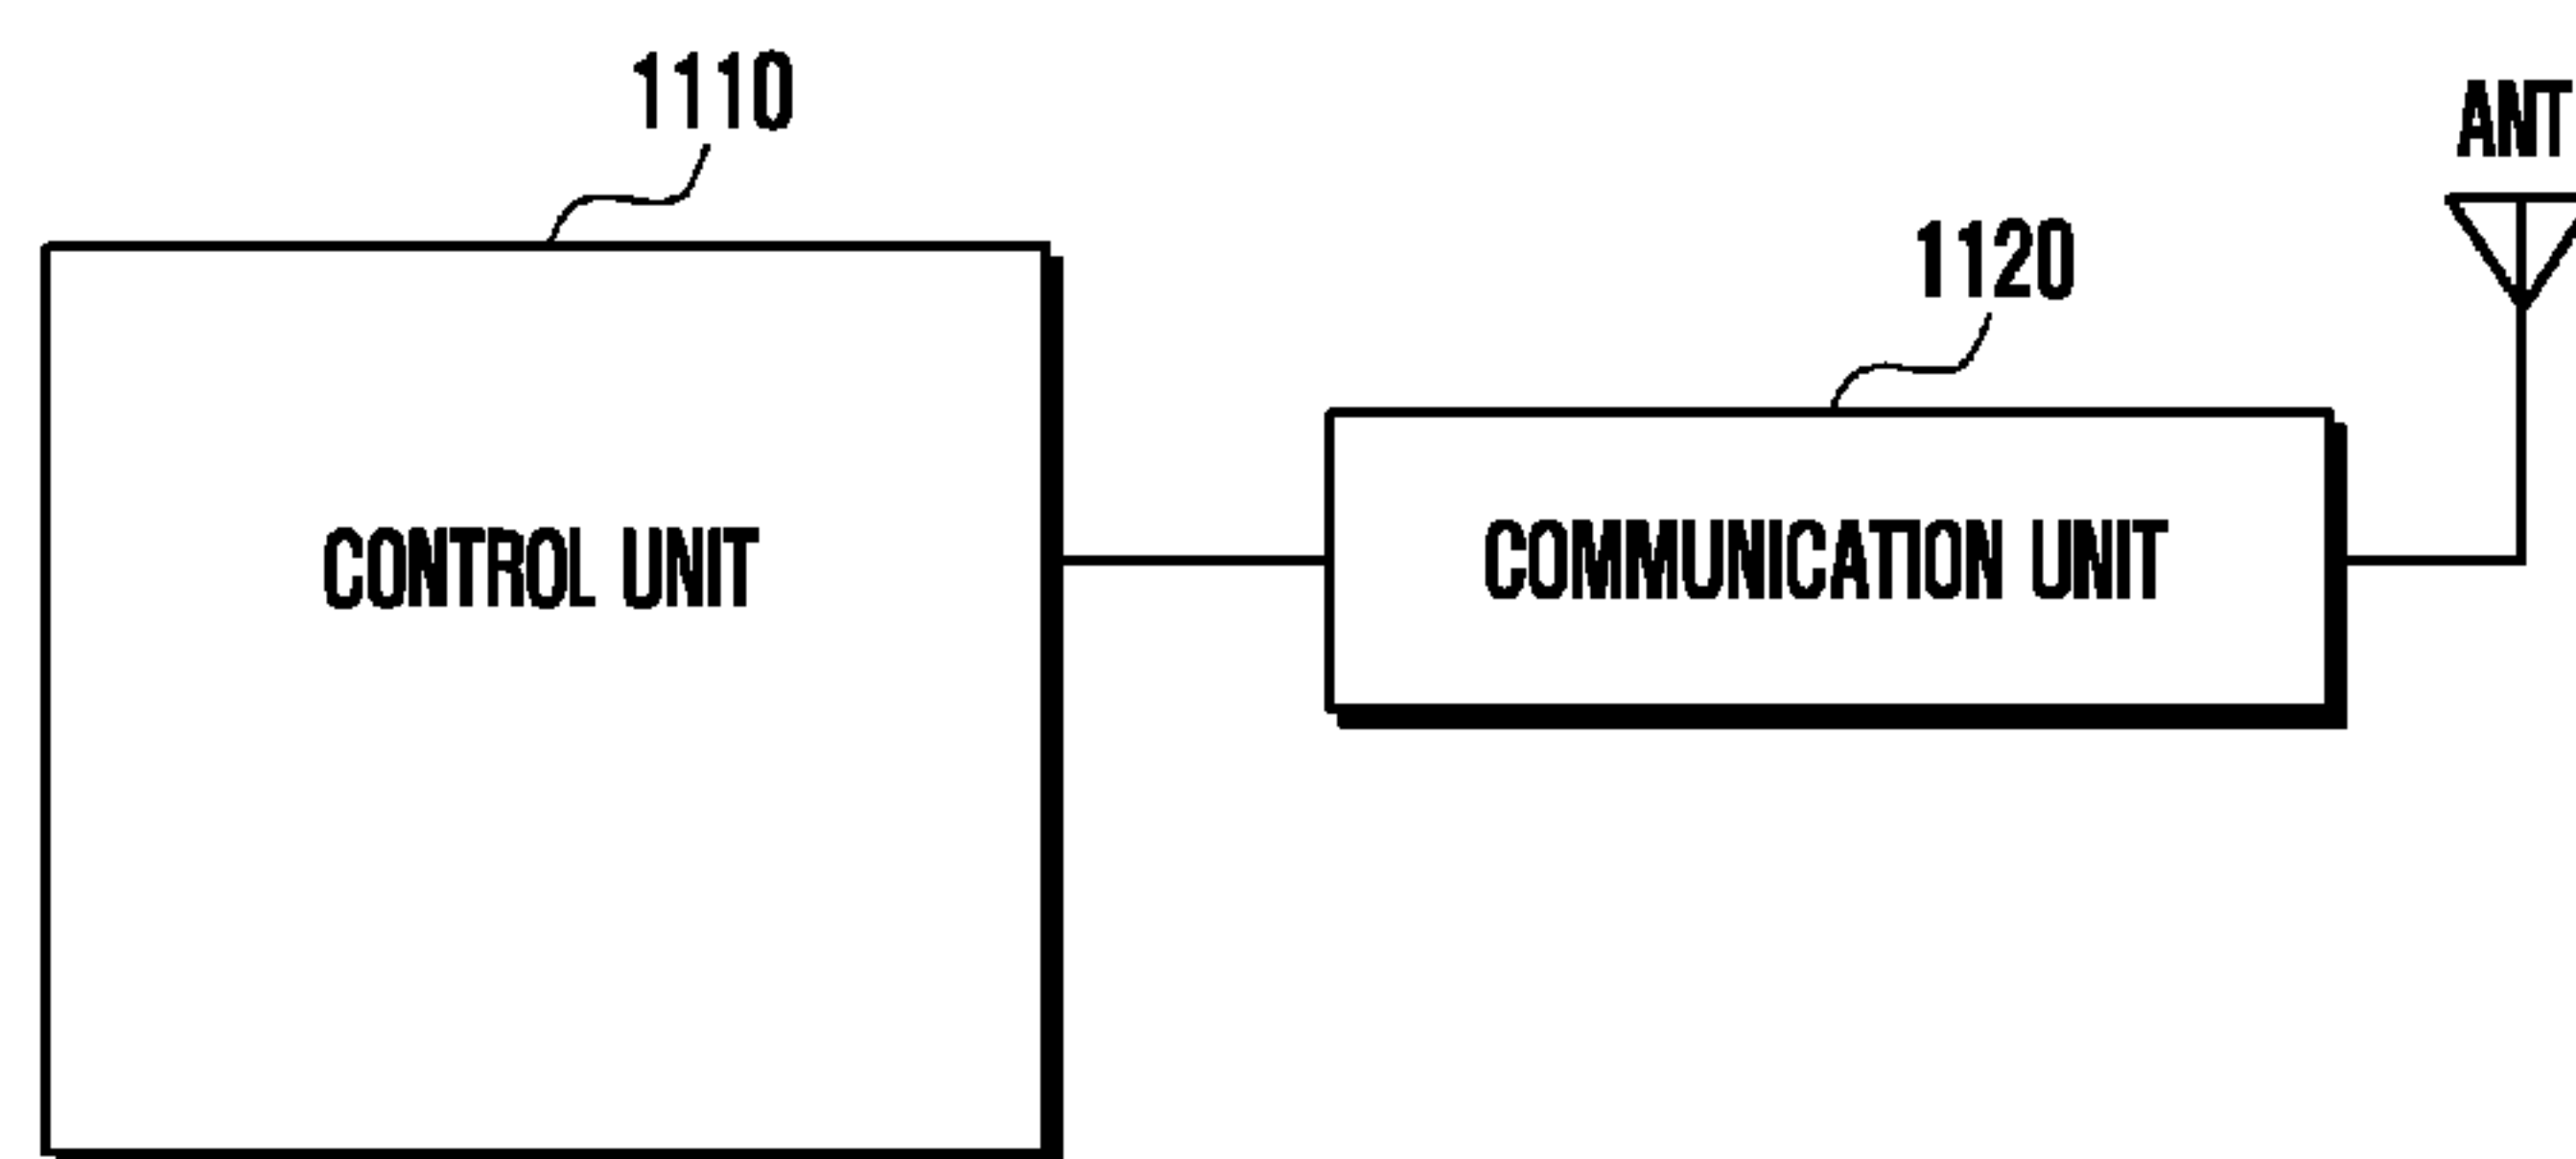 1110
ANT
1120
CONTROL UNIT
COMMUNICATION UNIT